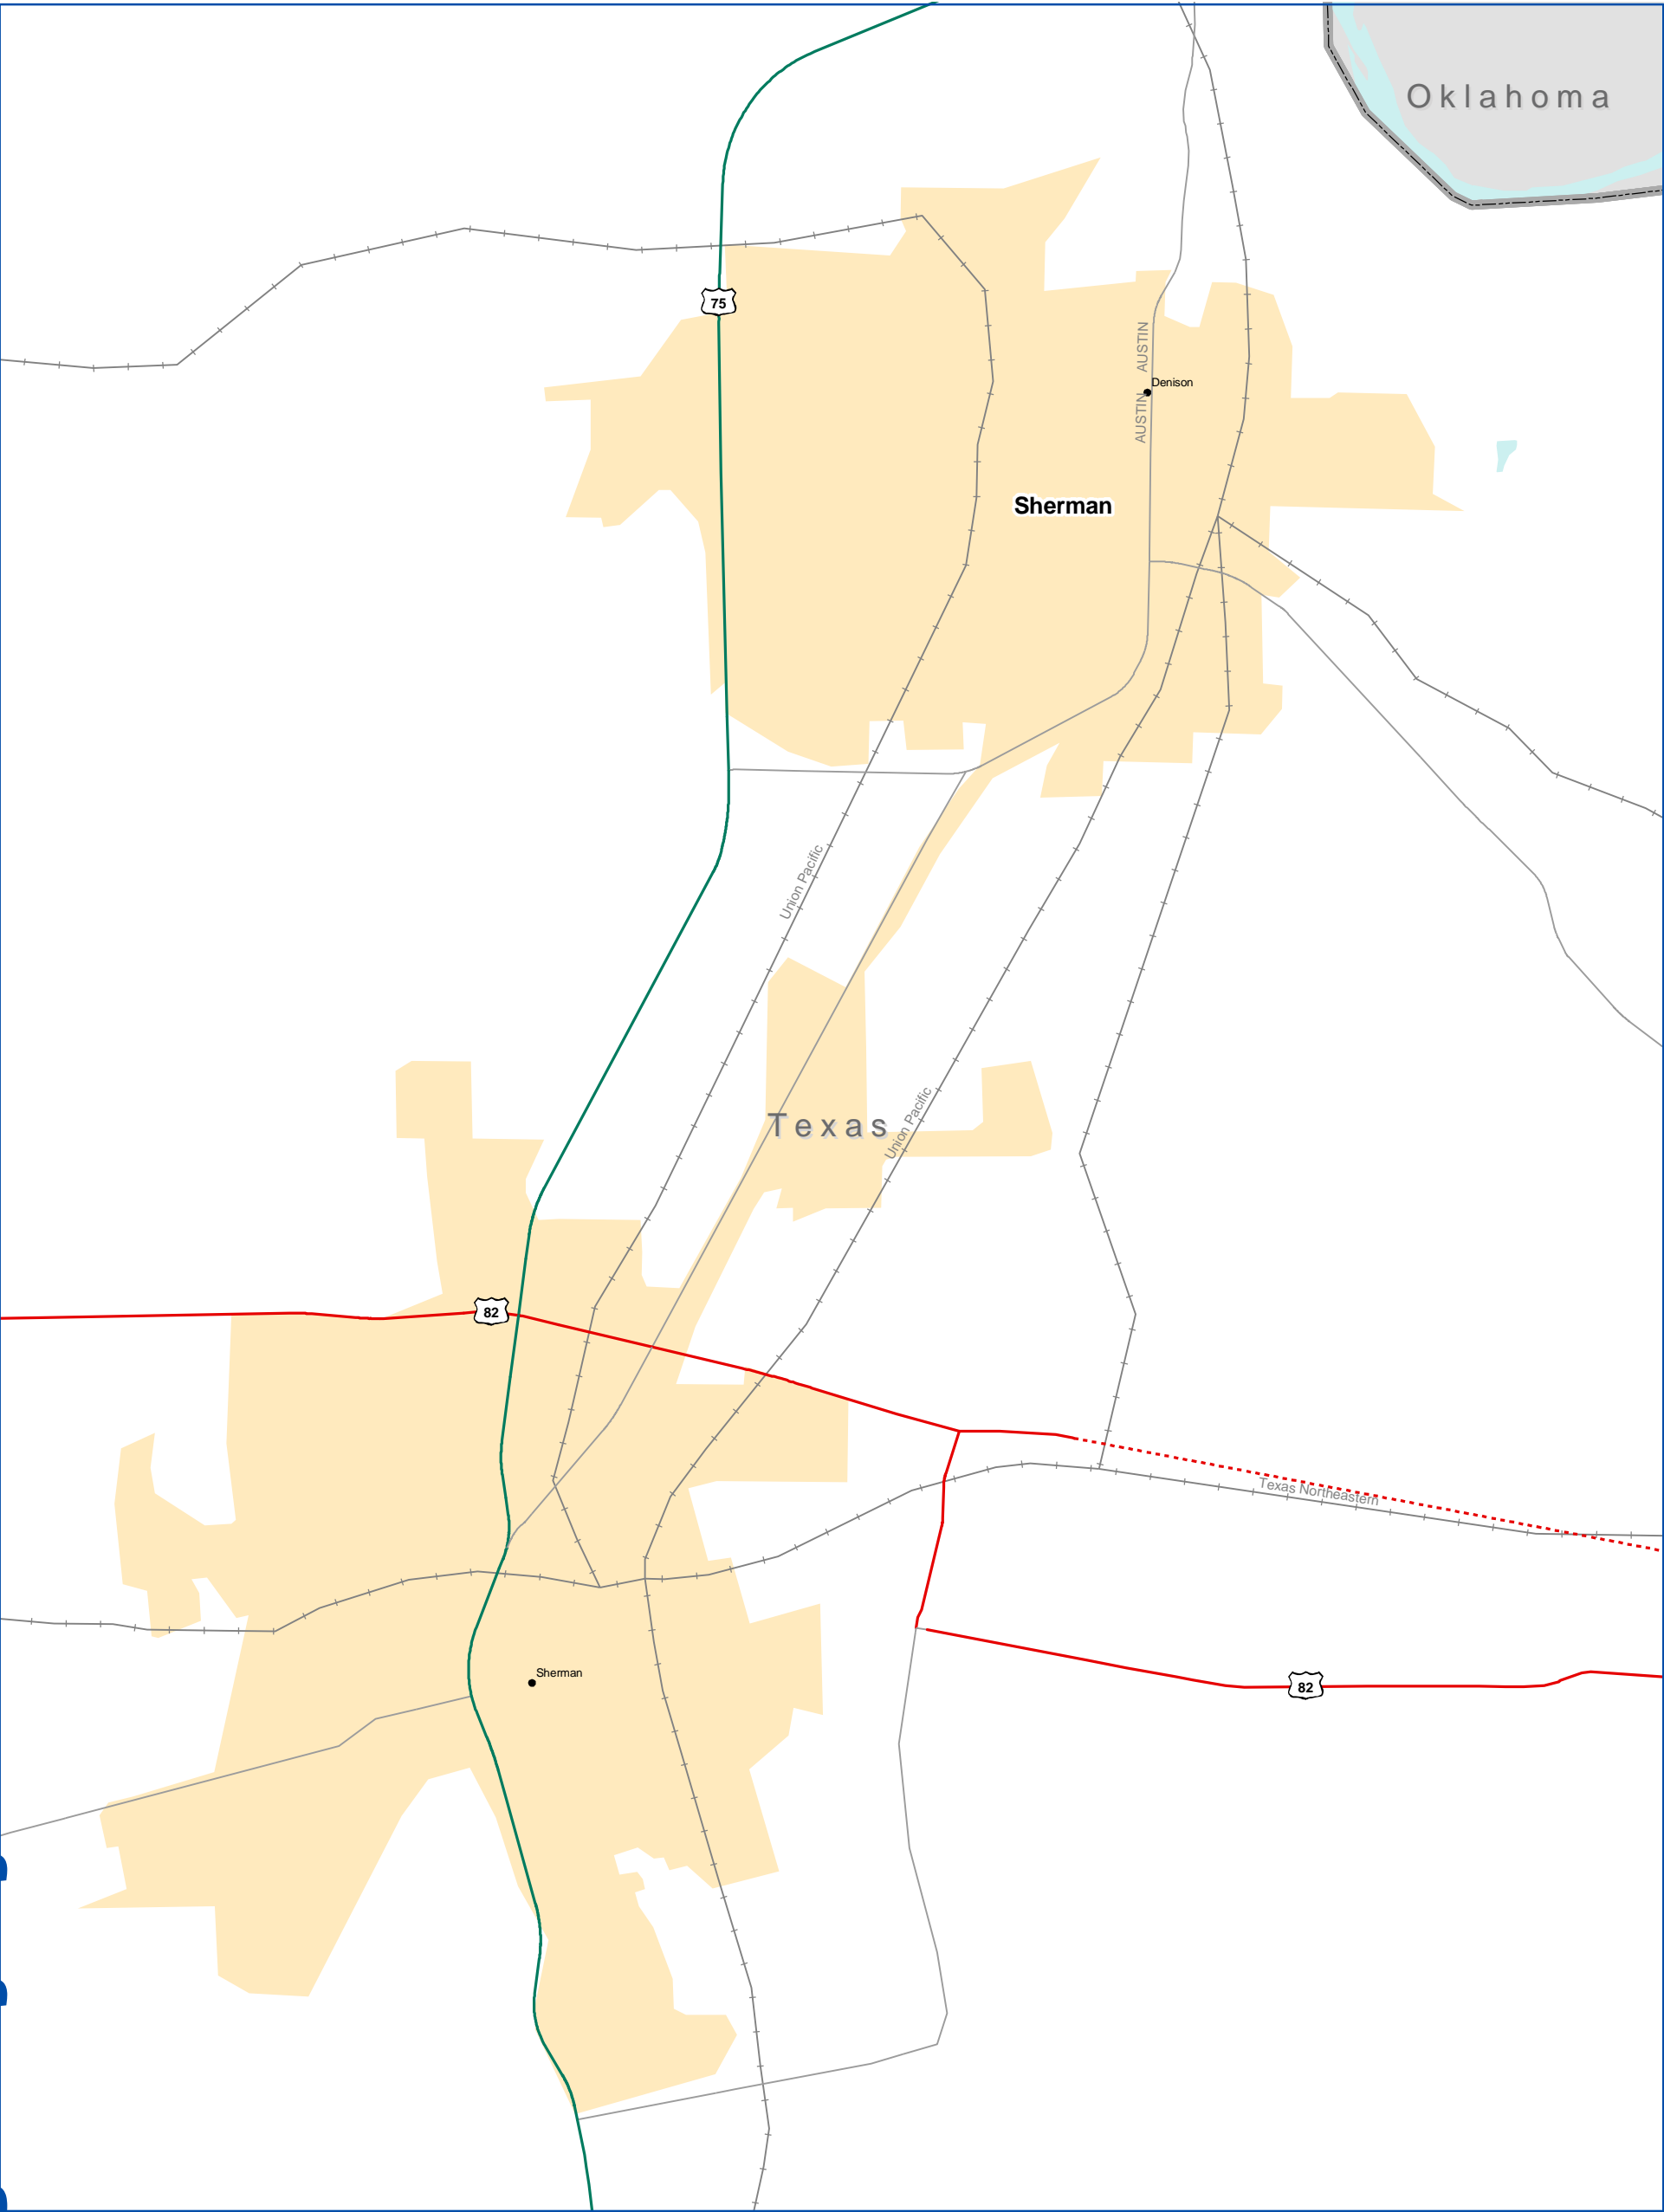 Oklahoma
75
AUSTIN
Denison
AUSTIN
Sherman
Union Pacific
Union Pacific
Texas
82
Texas Northeastern
Sherman
82